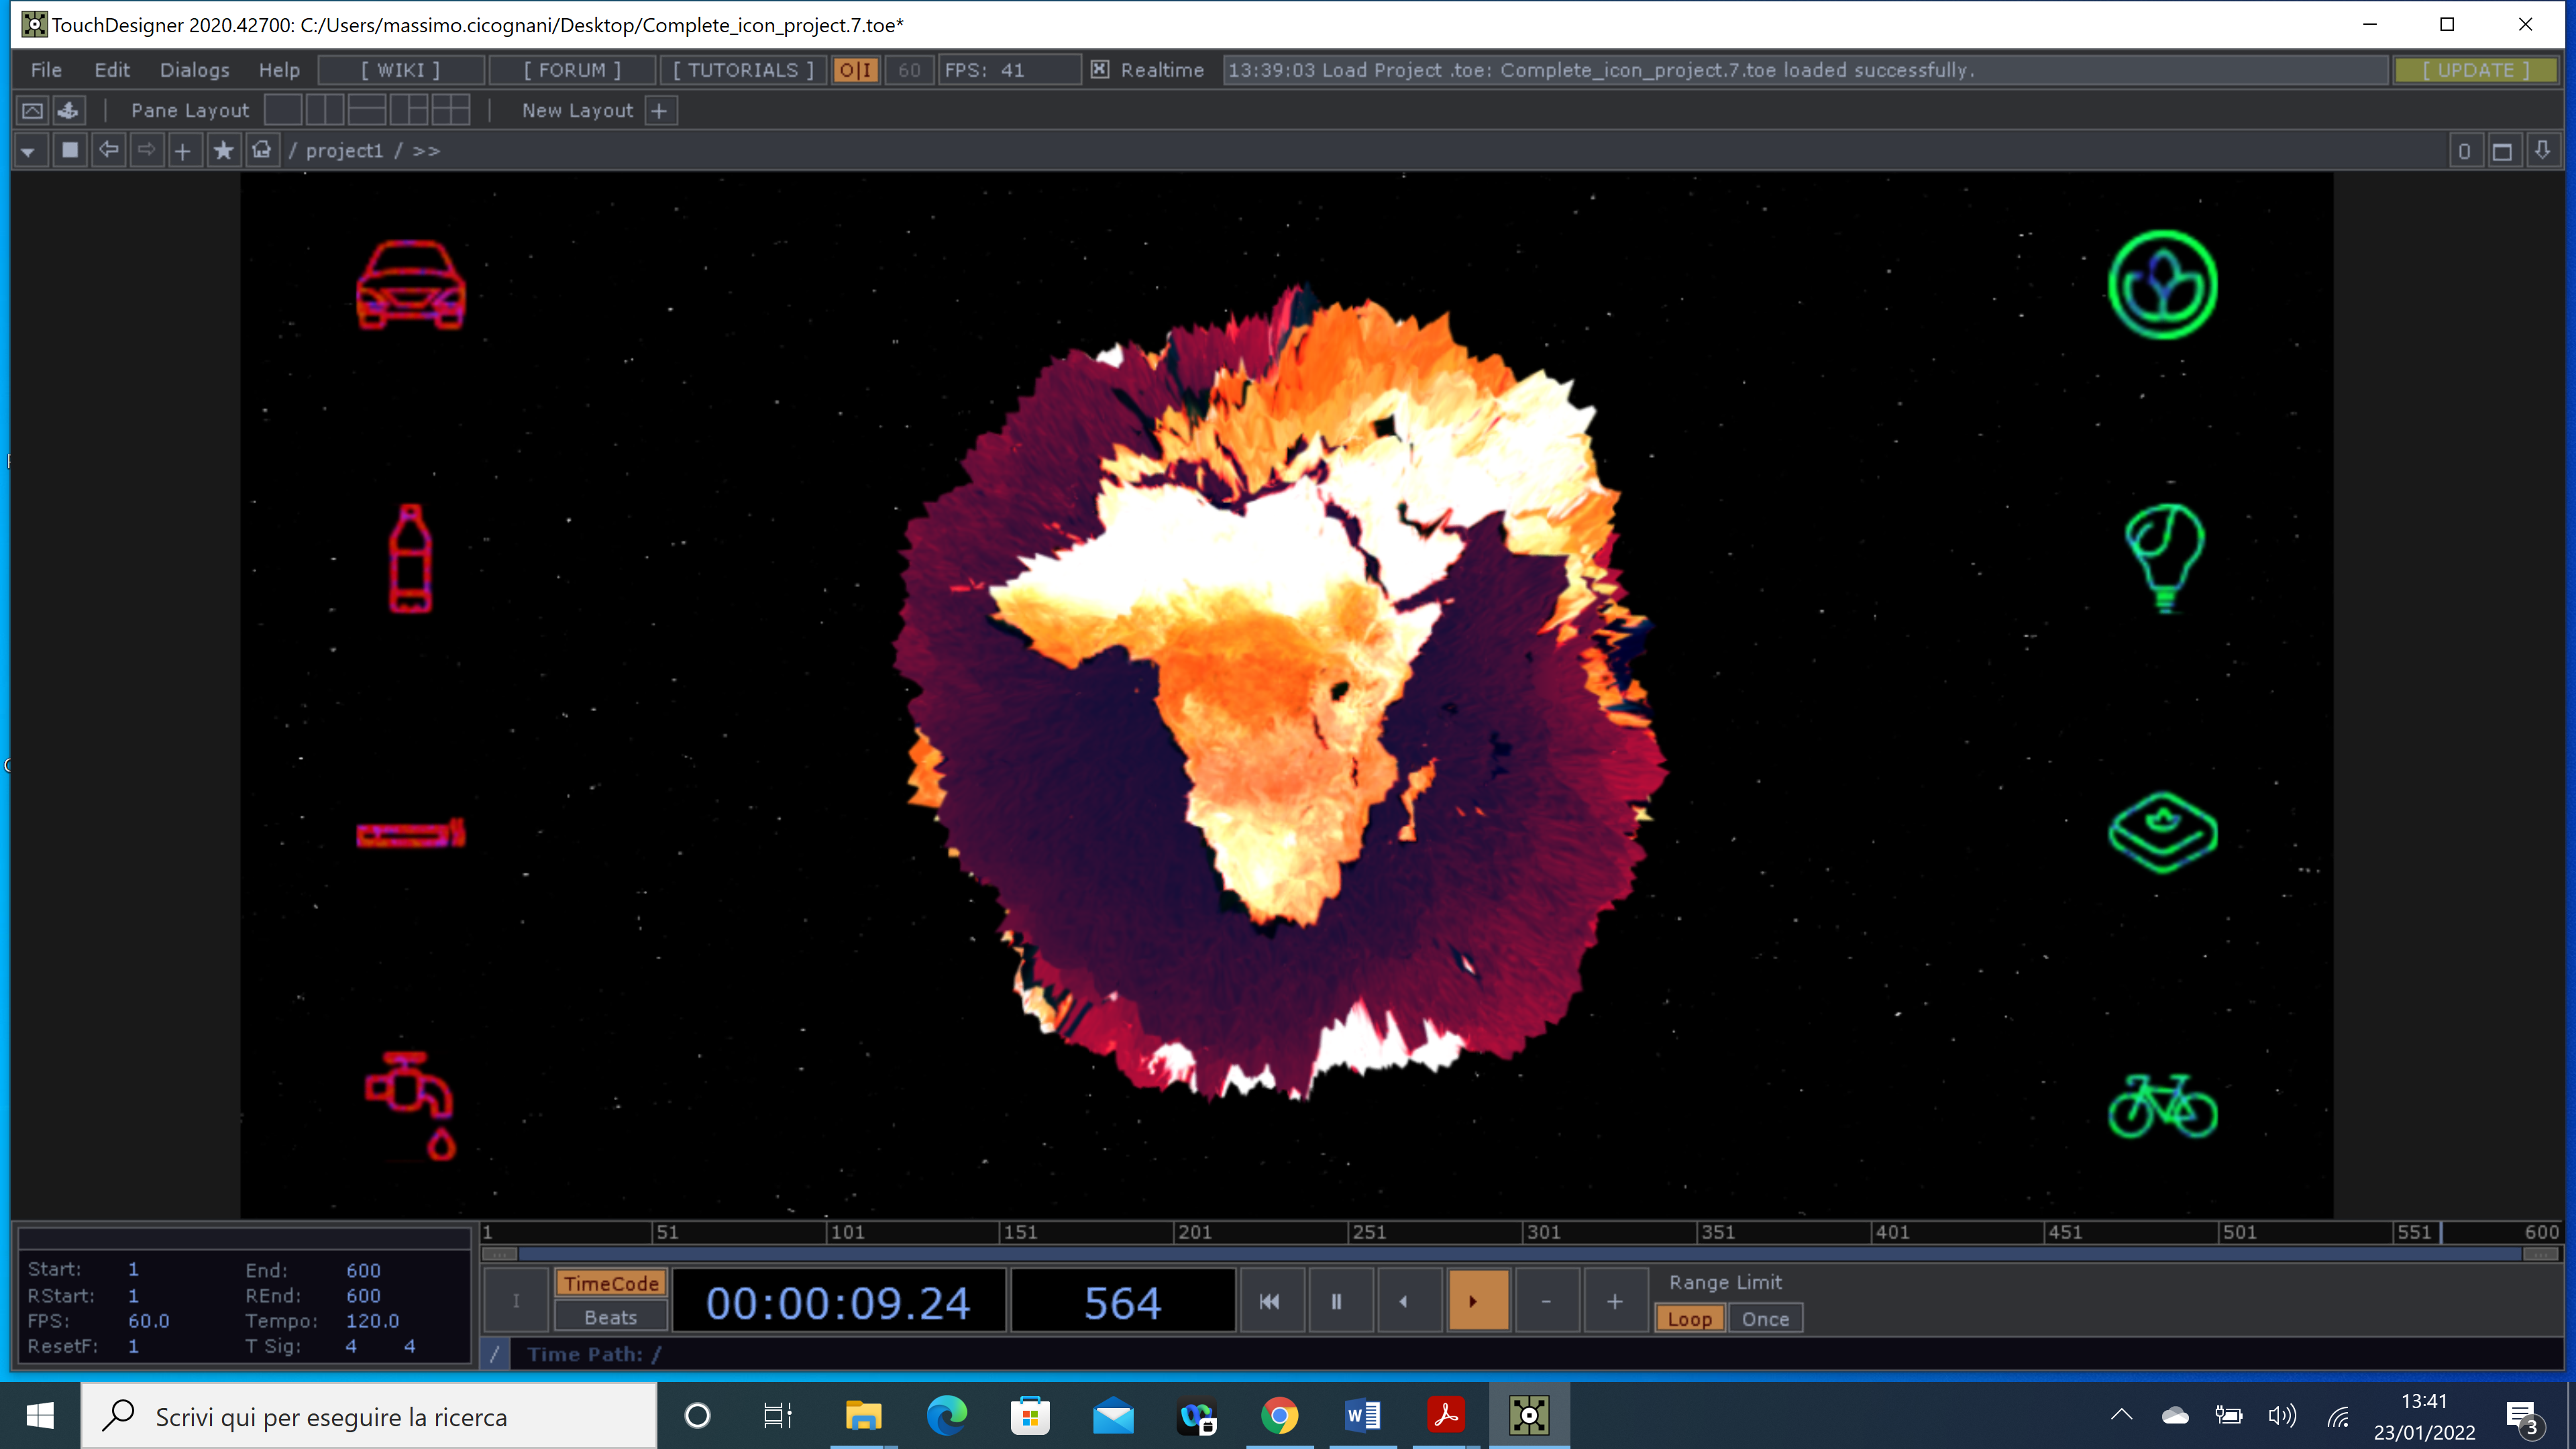 TouchDesigner 2020.42700: C:/Users/massimo.cicognani/Desktop/Complete_icon_project.7.toe*
File Edit Dialogs Help [ WIKI ] [ FORUM ] [ TUTORIALS ] O|I 60 FPS: 41 Realtime 13:39:03 Load Project .toe: Complete_icon_project.7.toe loaded successfully. [ UPDATE ]
Pane Layout New Layout +
+ / project1 / >> 0
1 51 101 151 201 251 301 351 401 451 501 551 600
Start: 1 End: 600
RStart: 1 REnd: 600
FPS: 60.0 Tempo: 120.0
ResetF: 1 T Sig: 4 4
I TimeCode Beats 00:00:09.24 564 - + Range Limit
Loop Once
/ Time Path: /
Scrivi qui per eseguire la ricerca
13:41
23/01/2022
3